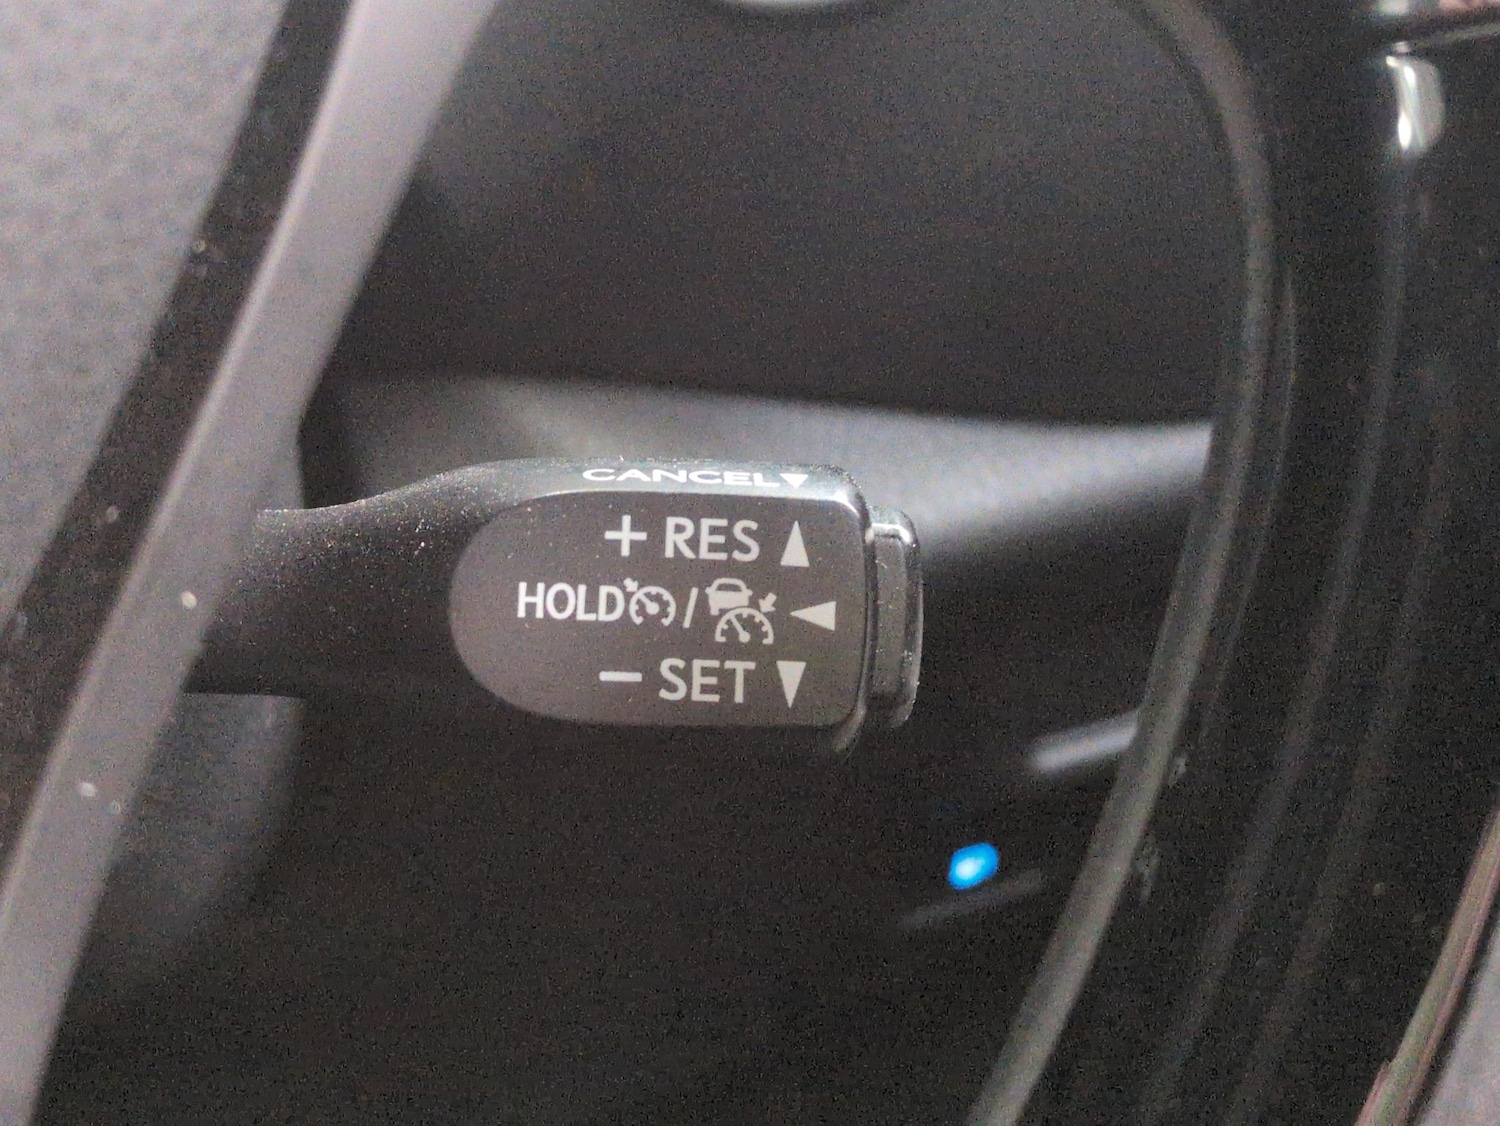 CANCEL▼
+ RES ▲
HOLD / ◀
− SET ▼